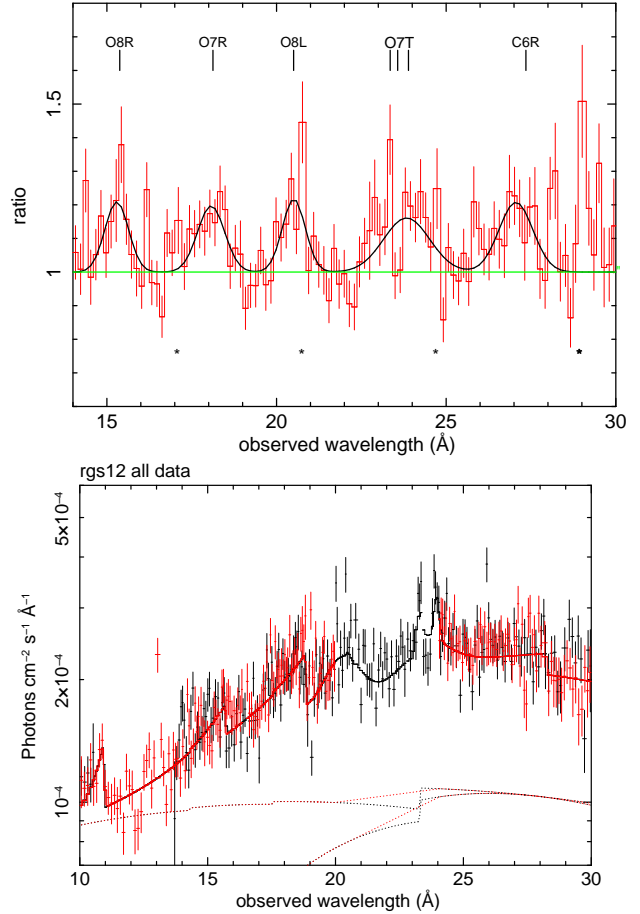 O8R O7R O8L O7T C6R
1.5
1
ratio
* * * *
15 20 25 30
observed wavelength (Å)
rgs12 all data
5×10⁻⁴
2×10⁻⁴
10⁻⁴
Photons cm⁻² s⁻¹ Å⁻¹
10 15 20 25 30
observed wavelength (Å)